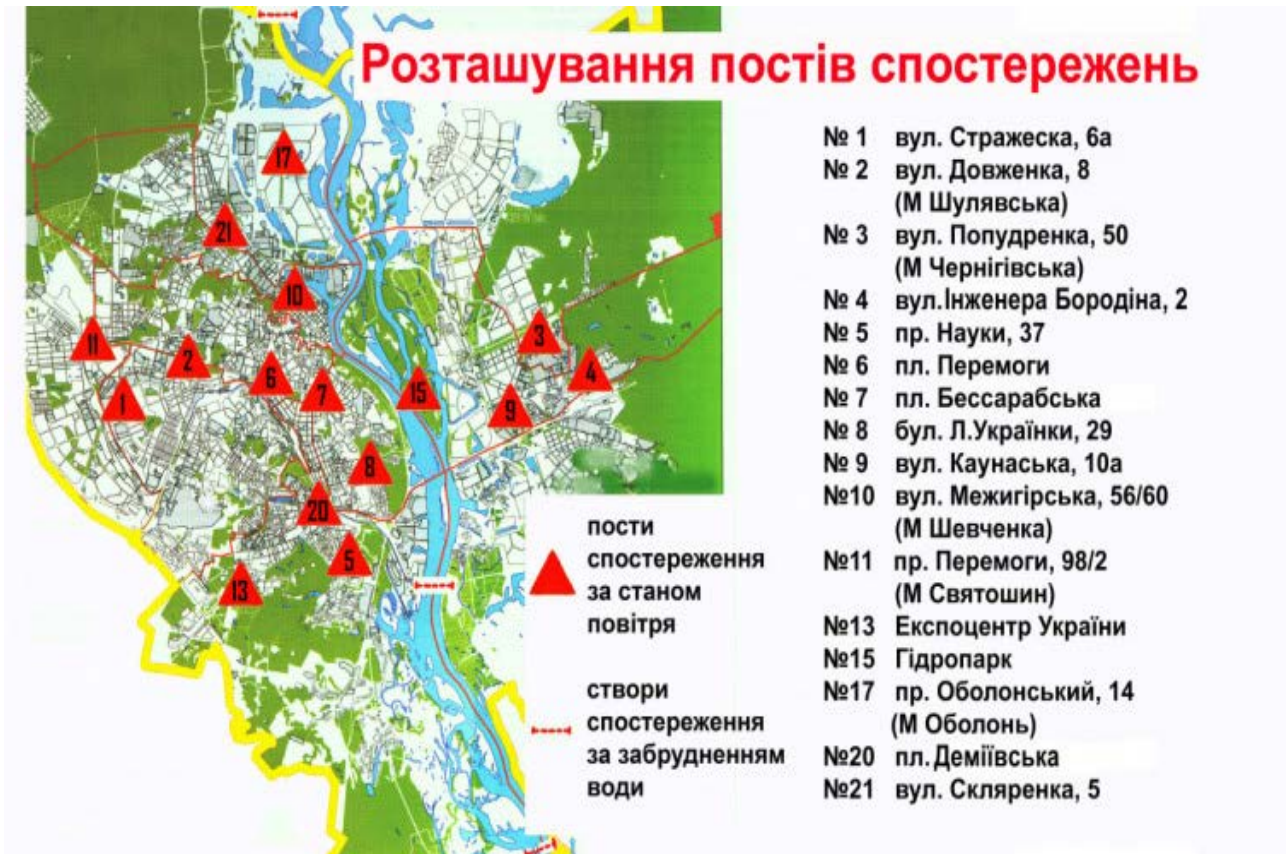 Розташування постів спостережень
№ 1 вул. Стражеска, 6а
№ 2 вул. Довженка, 8
(М Шулявська)
№ 3 вул. Попудренка, 50
(М Чернігівська)
№ 4 вул.Інженера Бородіна, 2
№ 5 пр. Науки, 37
№ 6 пл. Перемоги
№ 7 пл. Бессарабська
№ 8 бул. Л.Українки, 29
№ 9 вул. Каунаська, 10а
№10 вул. Межигірська, 56/60
(М Шевченка)
№11 пр. Перемоги, 98/2
(М Святошин)
№13 Експоцентр України
№15 Гідропарк
№17 пр. Оболонський, 14
(М Оболонь)
№20 пл. Деміївська
№21 вул. Скляренка, 5
17
21
10
11
2
3
6
4
1
7
15
9
8
20
5
13
пости
спостереження
за станом
повітря
створи
спостереження
за забрудненням
води